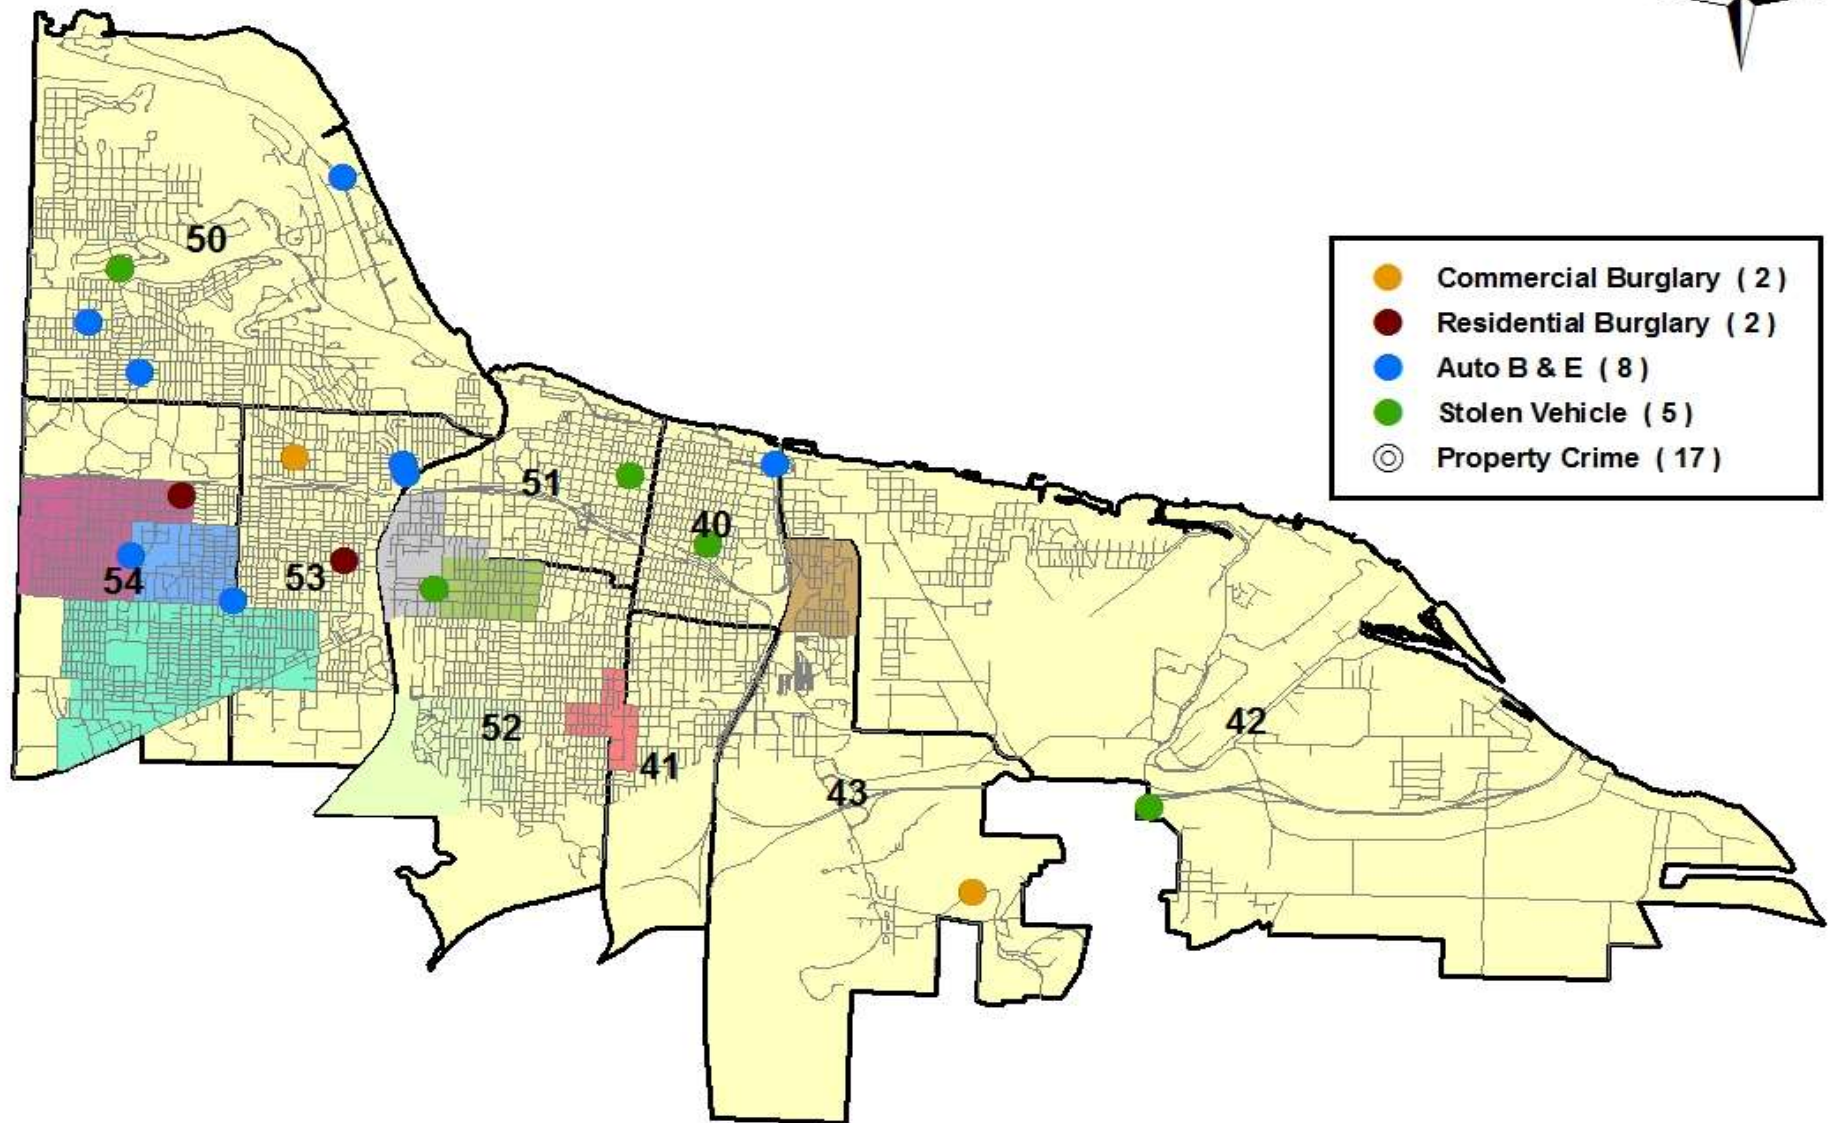 50
Commercial Burglary ( 2 )
Residential Burglary ( 2 )
Auto B & E ( 8 )
Stolen Vehicle ( 5 )
Property Crime ( 17 )
51
40
54
53
52
41
42
43